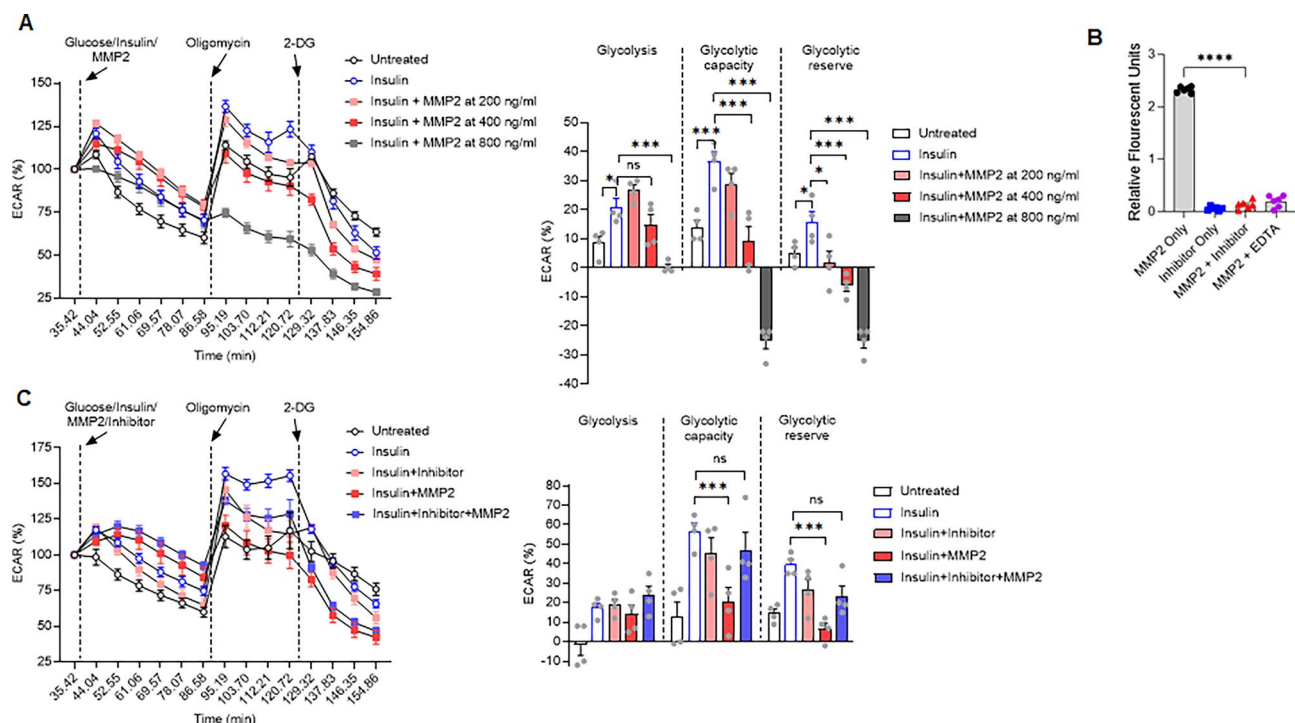 A
Glucose/Insulin/
MMP2
Oligomycin
2-DG
Untreated
Insulin
Insulin + MMP2 at 200 ng/ml
Insulin + MMP2 at 400 ng/ml
Insulin + MMP2 at 800 ng/ml
150
125
100
75
50
25
ECAR (%)
35.42
44.04
52.55
61.06
69.57
78.07
86.58
95.19
103.70
112.21
120.72
129.32
137.83
146.35
154.86
Time (min)
Glycolysis
Glycolytic
capacity
Glycolytic
reserve
***
***
***
***
***
***
ns
*
*
*
50
40
30
20
10
0
-10
-20
-30
-40
ECAR (%)
Untreated
Insulin
Insulin+MMP2 at 200 ng/ml
Insulin+MMP2 at 400 ng/ml
Insulin+MMP2 at 800 ng/ml
B
****
3
2
1
0
Relative Flourescent
Units
MMP2 Only
Inhibitor Only
MMP2 + Inhibitor
MMP2 + EDTA
C
Glucose/Insulin/
MMP2/Inhibitor
Oligomycin
2-DG
Untreated
Insulin
Insulin+Inhibitor
Insulin+MMP2
Insulin+Inhibitor+MMP2
175
150
125
100
75
50
25
ECAR (%)
35.42
44.04
52.55
61.06
69.57
78.07
86.58
95.19
103.70
112.21
120.72
129.32
137.83
146.35
154.86
Time (min)
Glycolysis
Glycolytic
capacity
Glycolytic
reserve
ns
***
ns
***
80
70
60
50
40
30
20
10
0
-10
ECAR (%)
Untreated
Insulin
Insulin+Inhibitor
Insulin+MMP2
Insulin+Inhibitor+MMP2